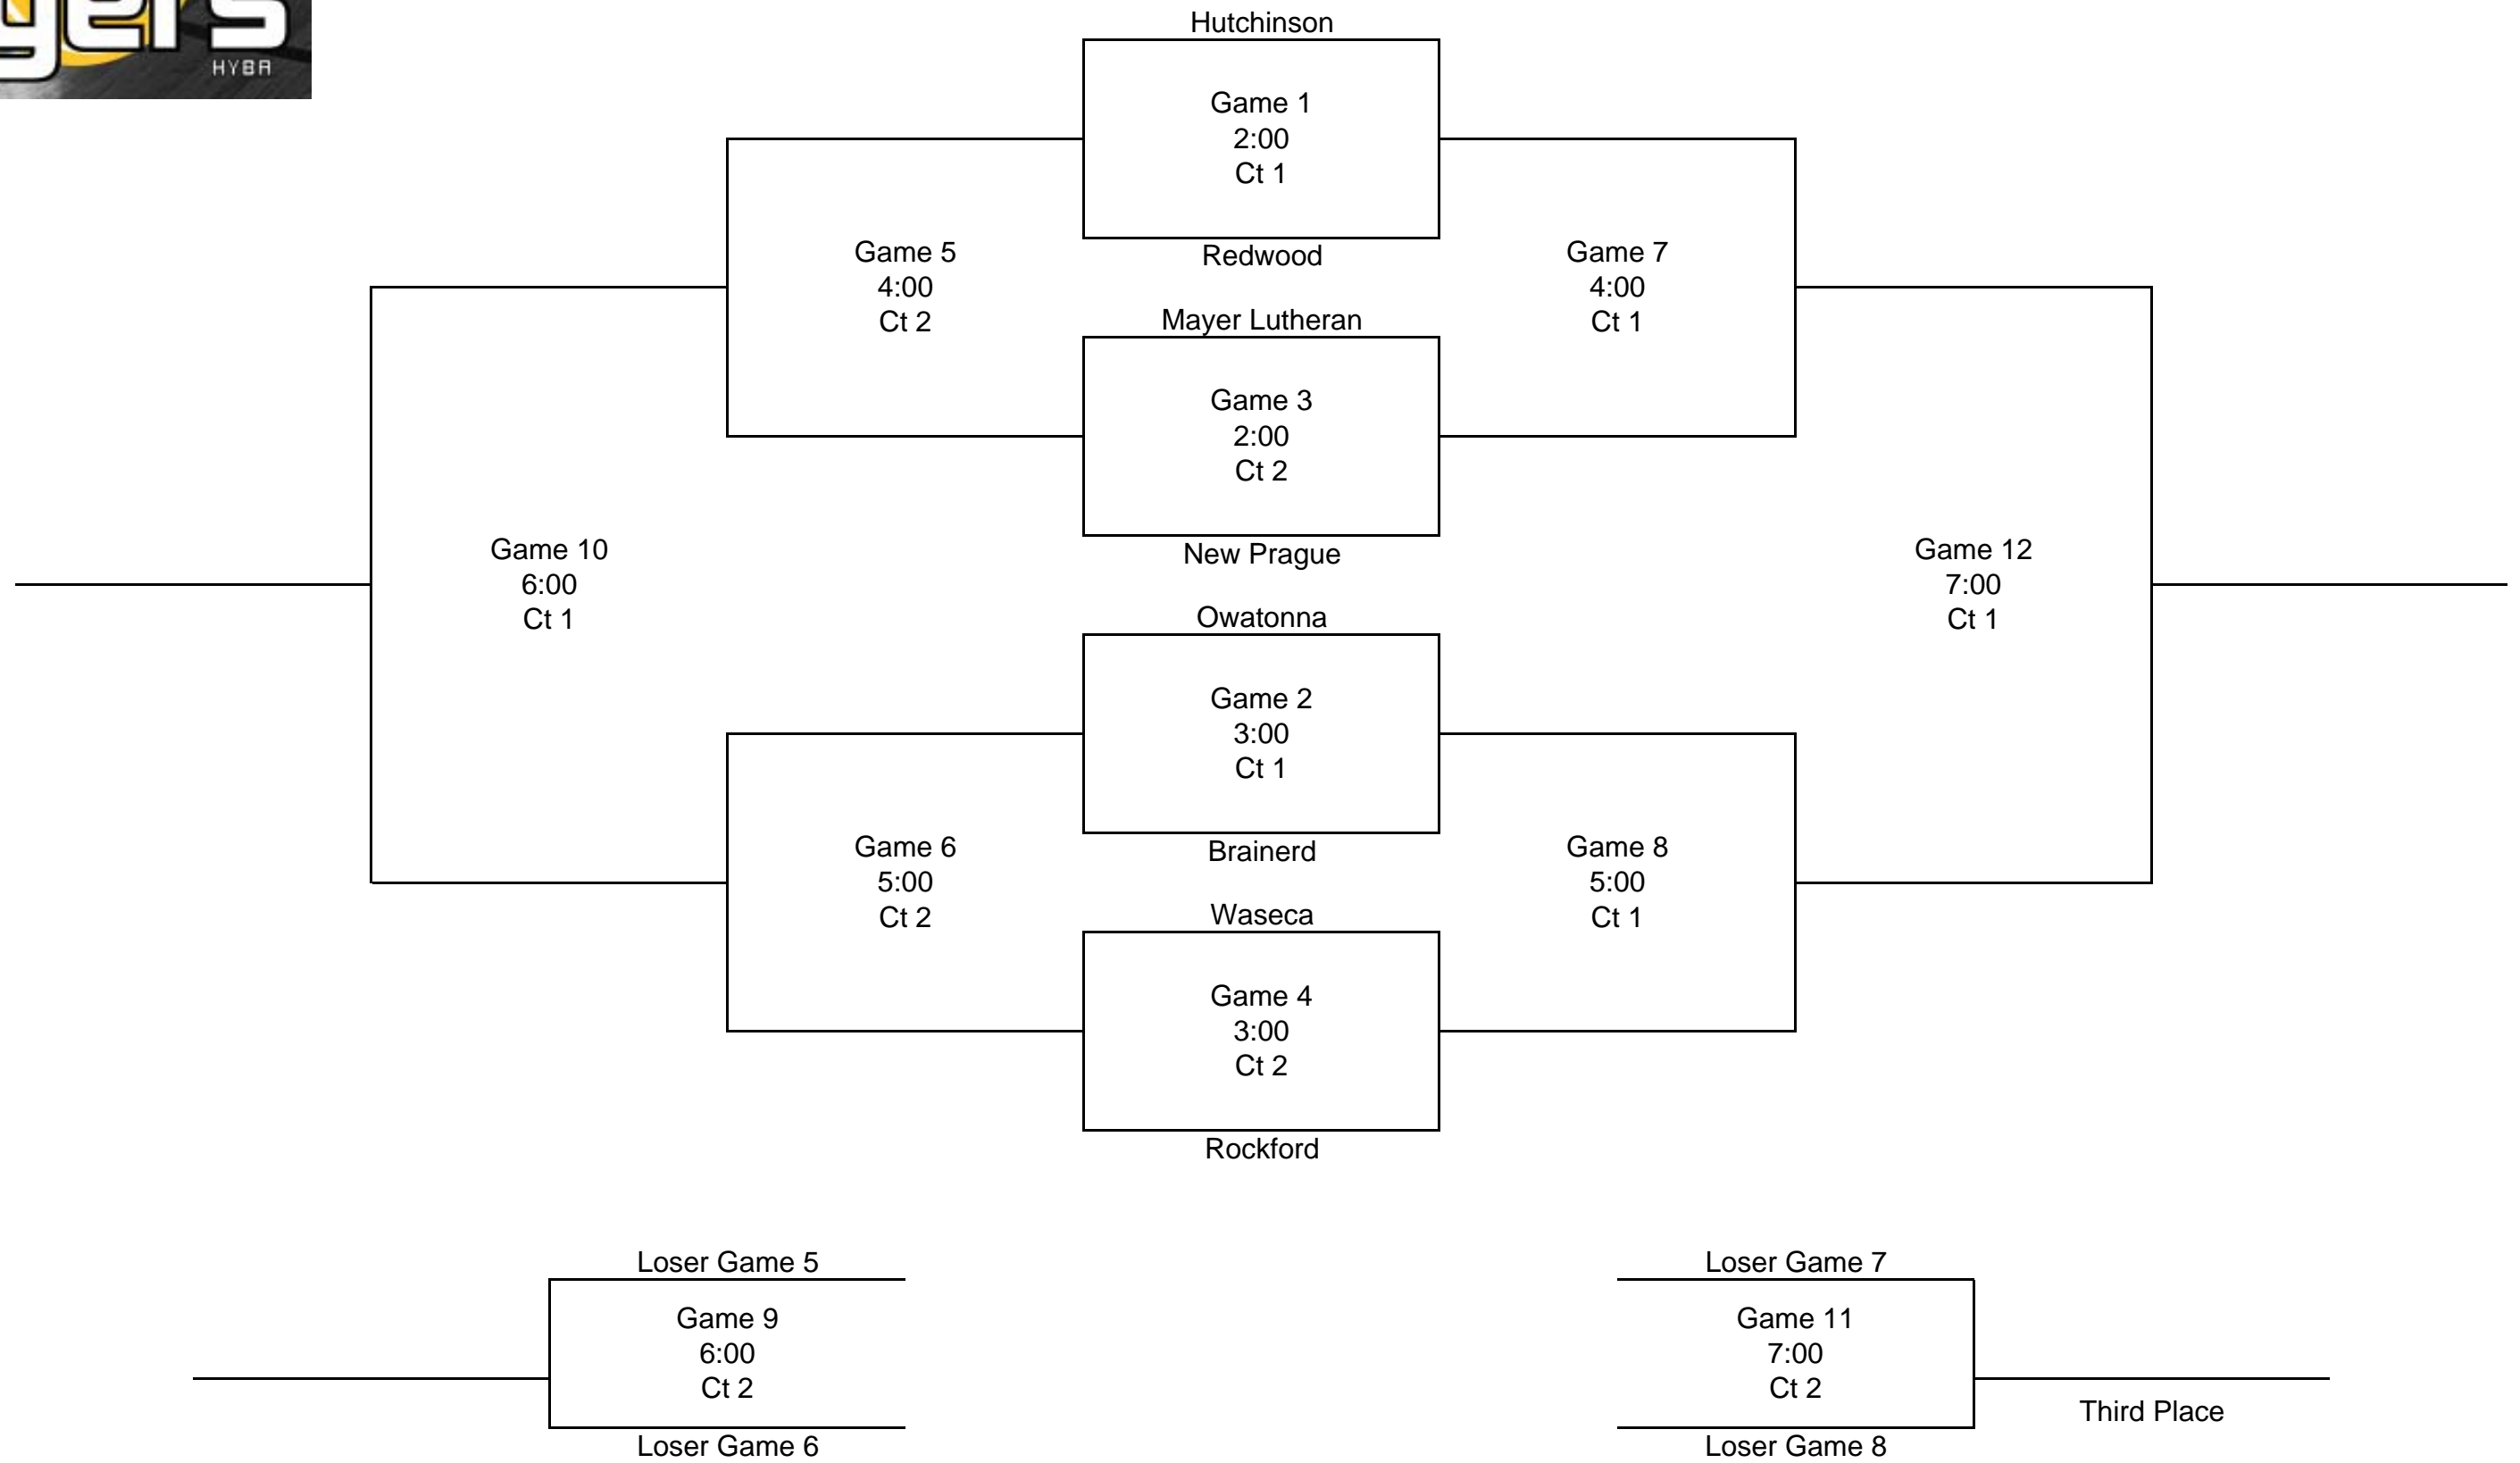 HYBA
Hutchinson
Game 1
2:00
Ct 1
Redwood
Game 5
4:00
Ct 2
Game 7
4:00
Ct 1
Mayer Lutheran
Game 3
2:00
Ct 2
New Prague
Game 10
6:00
Ct 1
Game 12
7:00
Ct 1
Owatonna
Game 2
3:00
Ct 1
Brainerd
Game 6
5:00
Ct 2
Game 8
5:00
Ct 1
Waseca
Game 4
3:00
Ct 2
Rockford
Loser Game 5
Game 9
6:00
Ct 2
Loser Game 6
Loser Game 7
Game 11
7:00
Ct 2
Third Place
Loser Game 8